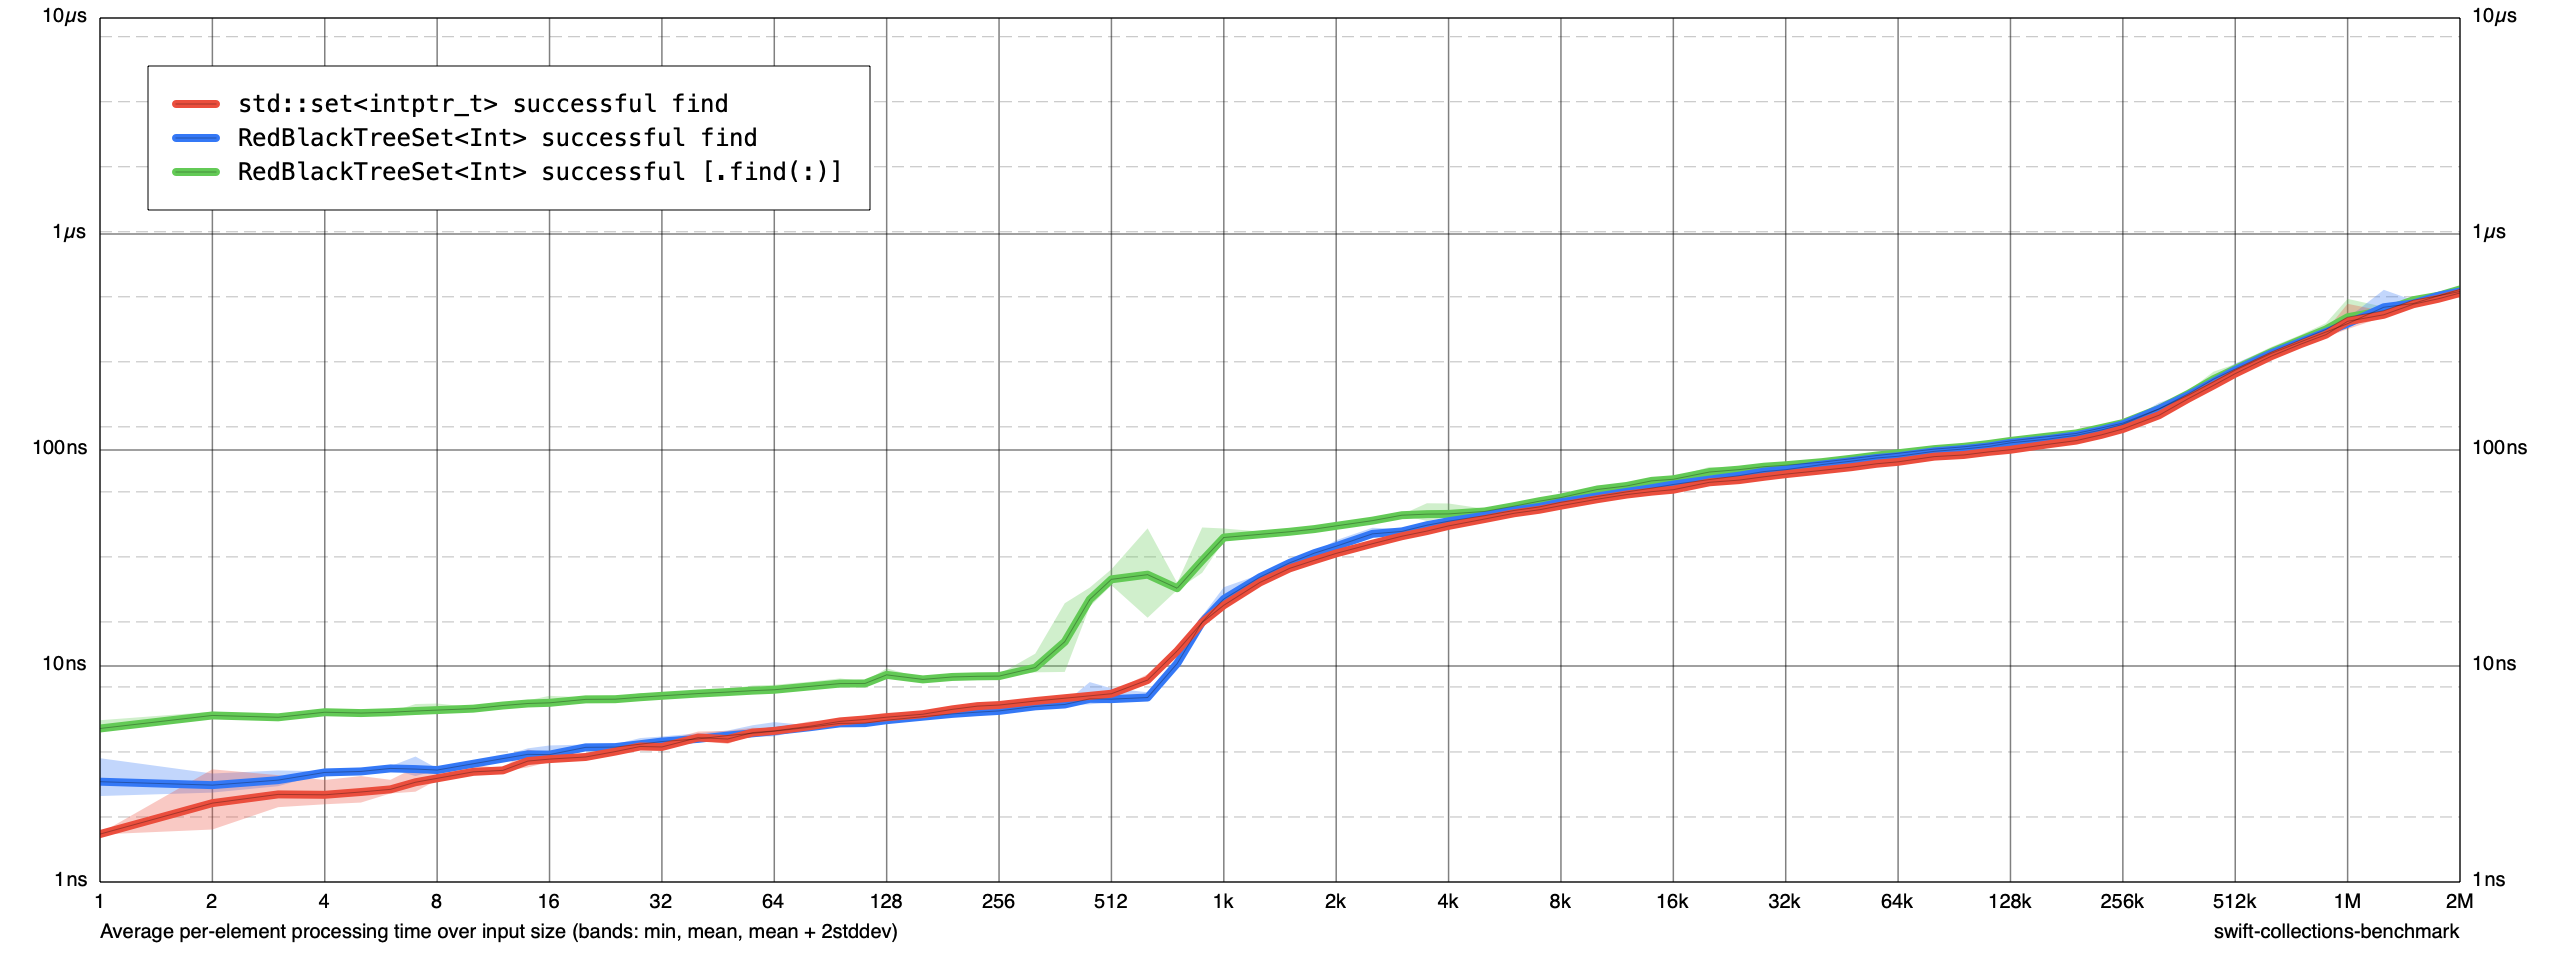 10µs
10µs
std::set<intptr_t> successful find
RedBlackTreeSet<Int> successful find
RedBlackTreeSet<Int> successful [.find(:)]
1µs
1µs
100ns
100ns
10ns
10ns
1ns
1ns
1 2 4 8 16 32 64 128 256 512 1k 2k 4k 8k 16k 32k 64k 128k 256k 512k 1M 2M
Average per-element processing time over input size (bands: min, mean, mean + 2stddev)
swift-collections-benchmark